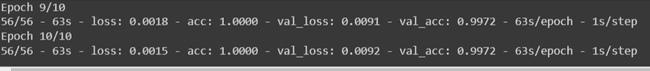 Epoch 9/10
56/56 - 63s - loss: 0.0018 - acc: 1.0000 - val_loss: 0.0091 - val_acc: 0.9972 - 63s/epoch - 1s/step
Epoch 10/10
56/56 - 63s - loss: 0.0015 - acc: 1.0000 - val_loss: 0.0092 - val_acc: 0.9972 - 63s/epoch - 1s/step